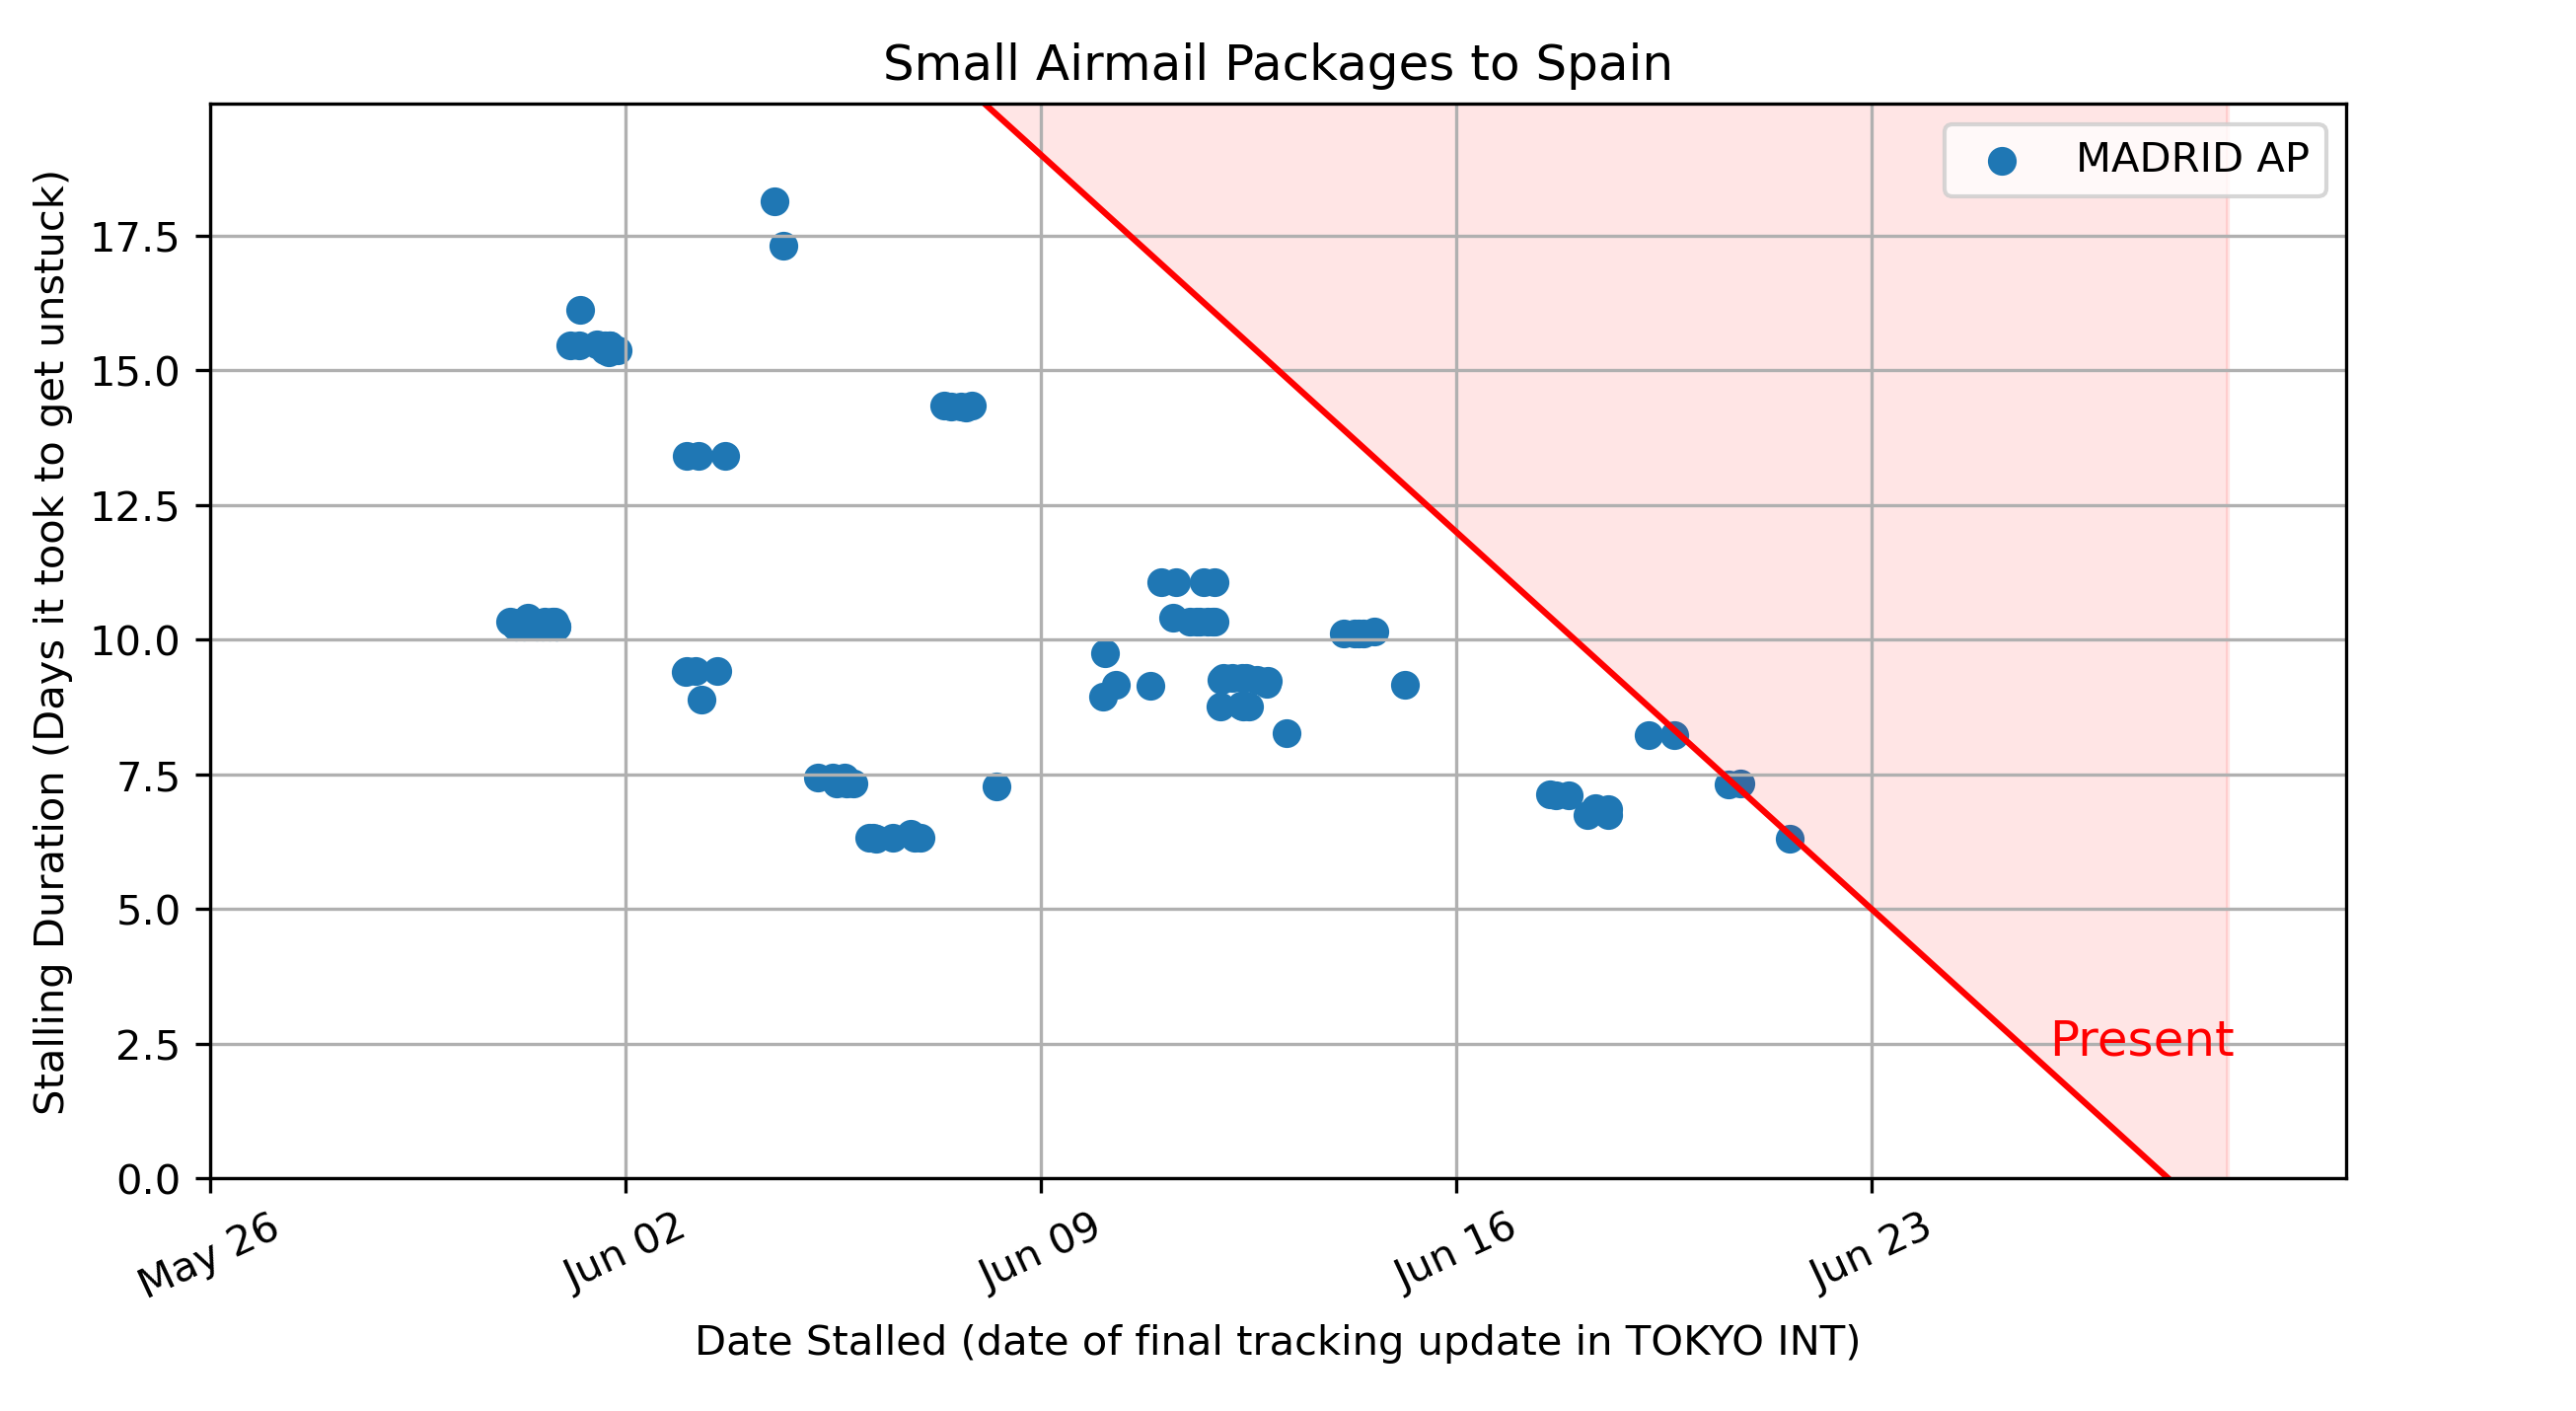 Small Airmail Packages to Spain
MADRID AP
Stalling Duration (Days it took to get unstuck)
17.5
15.0
12.5
10.0
7.5
5.0
2.5
0.0
Present
May 26
Jun 02
Jun 09
Jun 16
Jun 23
Date Stalled (date of final tracking update in TOKYO INT)